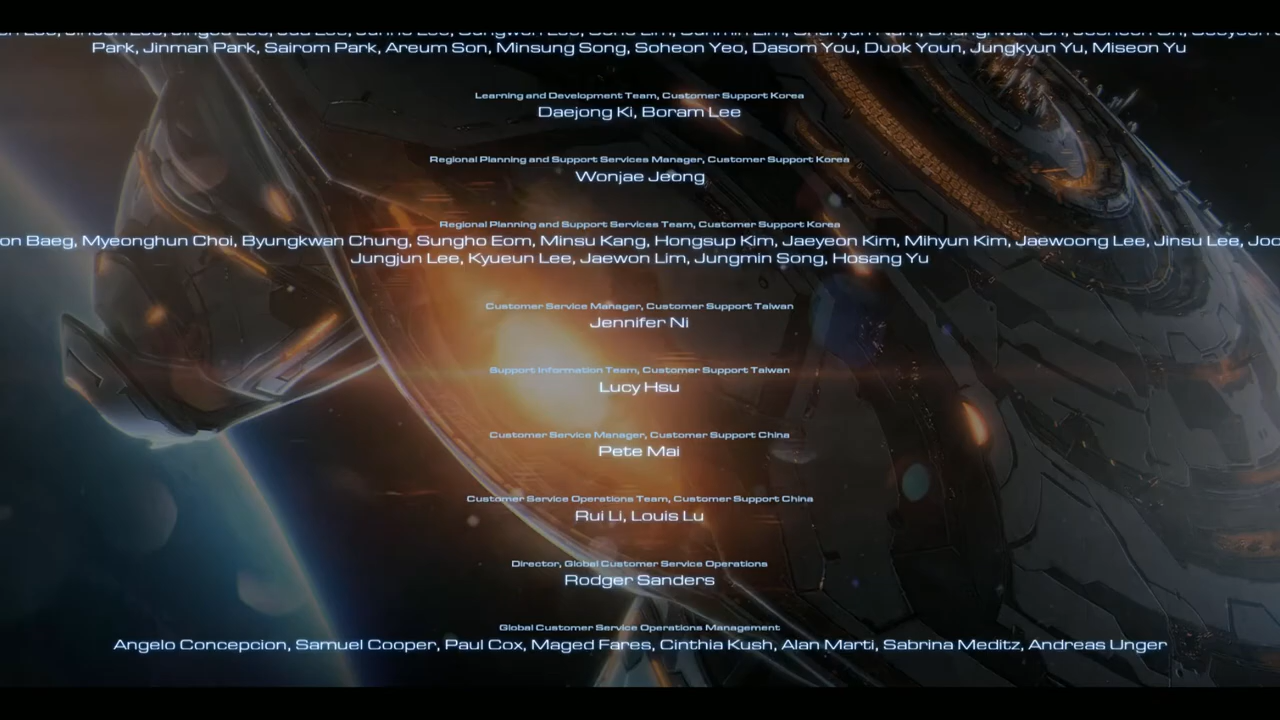 Park, Jinman Park, Sairom Park, Areum Son, Minsung Song, Soheon Yeo, Dasom You, Duok Youn, Jungkyun Yu, Miseon Yu
Learning and Development Team, Customer Support Korea
Daejong Ki, Boram Lee
Regional Planning and Support Services Manager, Customer Support Korea
Wonjae Jeong
Regional Planning and Support Services Team, Customer Support Korea
Baeg, Myeonghun Choi, Byungkwan Chung, Sungho Eom, Minsu Kang, Hongsup Kim, Jaeyeon Kim, Mihyun Kim, Jaewoong Lee, Jinsu Lee,
Jungjun Lee, Kyueun Lee, Jaewon Lim, Jungmin Song, Hosang Yu
Customer Service Manager, Customer Support Taiwan
Jennifer Ni
Support Information Team, Customer Support Taiwan
Lucy Hsu
Customer Service Manager, Customer Support China
Pete Mai
Customer Service Operations Team, Customer Support China
Rui Li, Louis Lu
Director, Global Customer Service Operations
Rodger Sanders
Global Customer Service Operations Management
Angelo Concepcion, Samuel Cooper, Paul Cox, Maged Fares, Cinthia Kush, Alan Marti, Sabrina Meditz, Andreas Unger